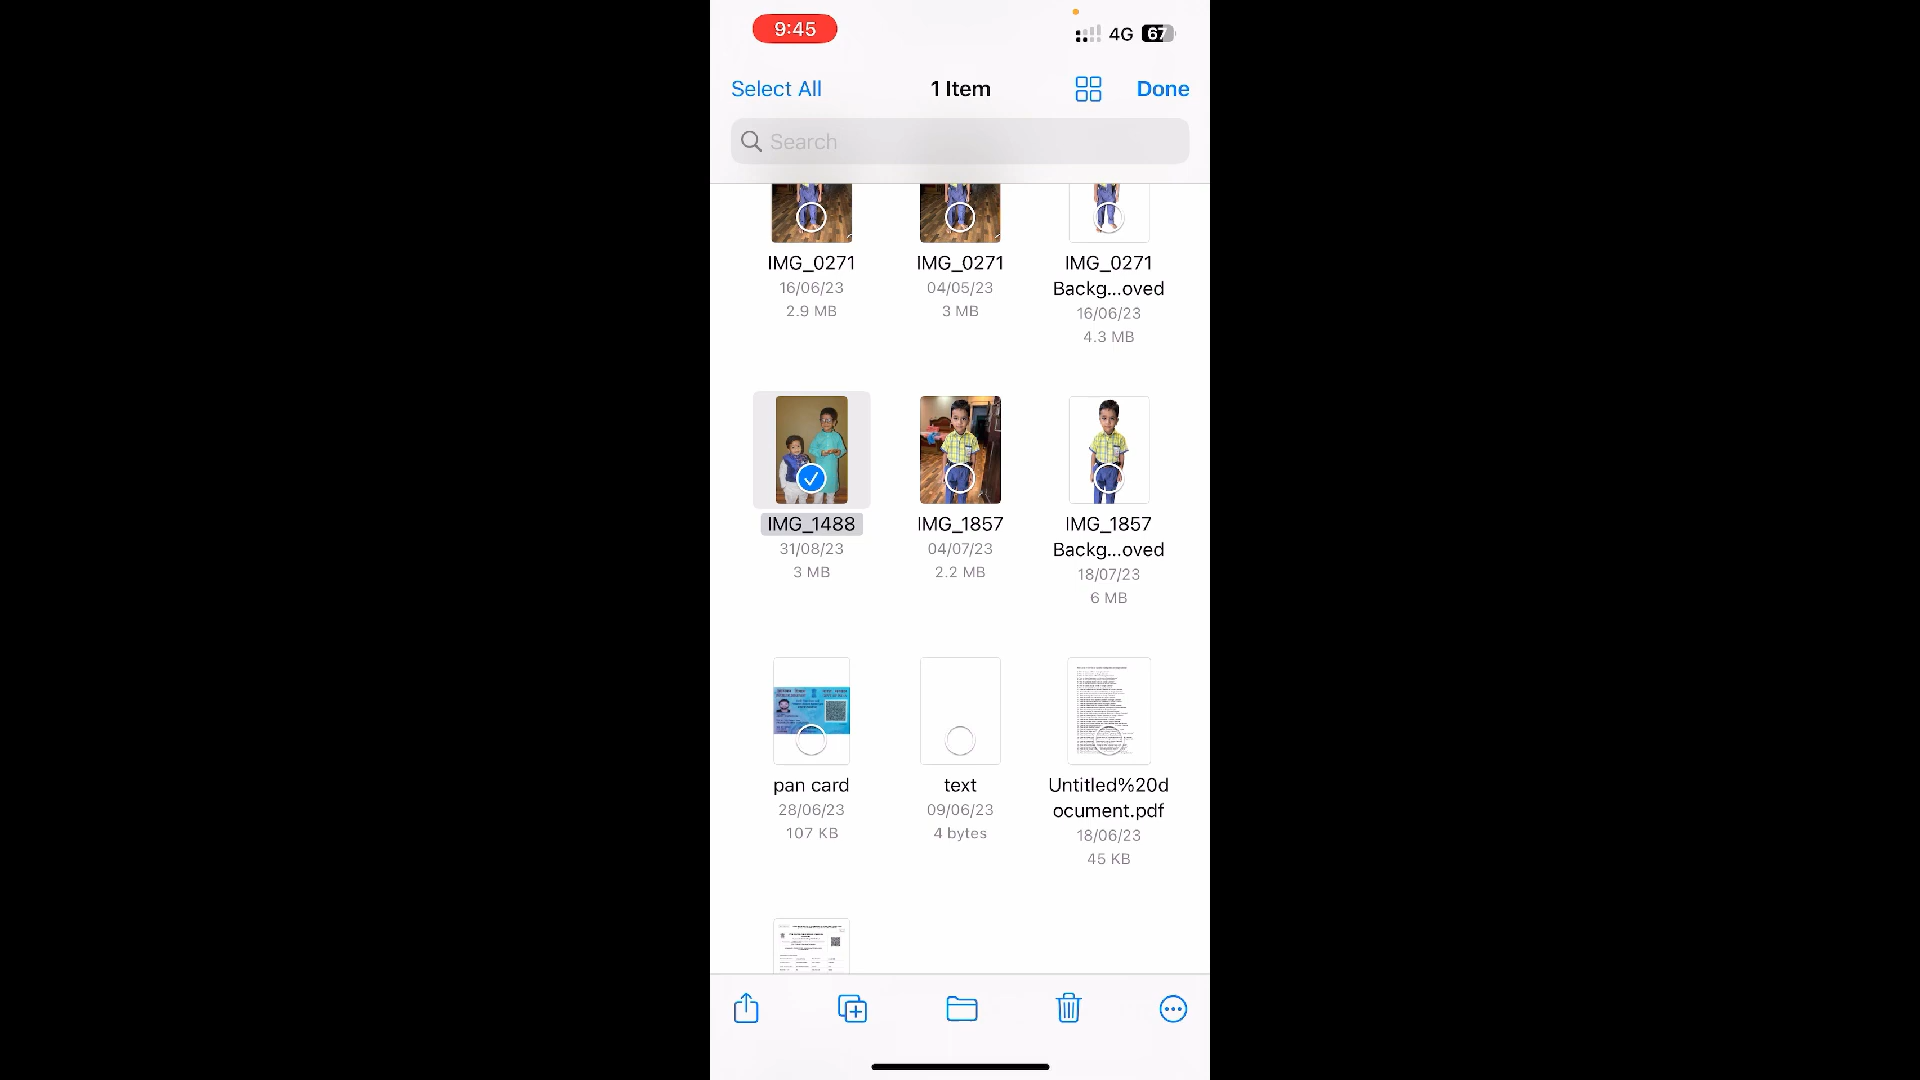 9:45
4G 67
Select All 1 Item Done
Search
IMG_0271 IMG_0271 IMG_0271
Backg...oved
16/06/23 04/05/23 16/06/23
2.9 MB 3 MB 4.3 MB
IMG_1488 IMG_1857 IMG_1857
Backg...oved
31/08/23 04/07/23 18/07/23
3 MB 2.2 MB 6 MB
pan card text Untitled%20d
ocument.pdf
28/06/23 09/06/23 18/06/23
107 KB 4 bytes 45 KB